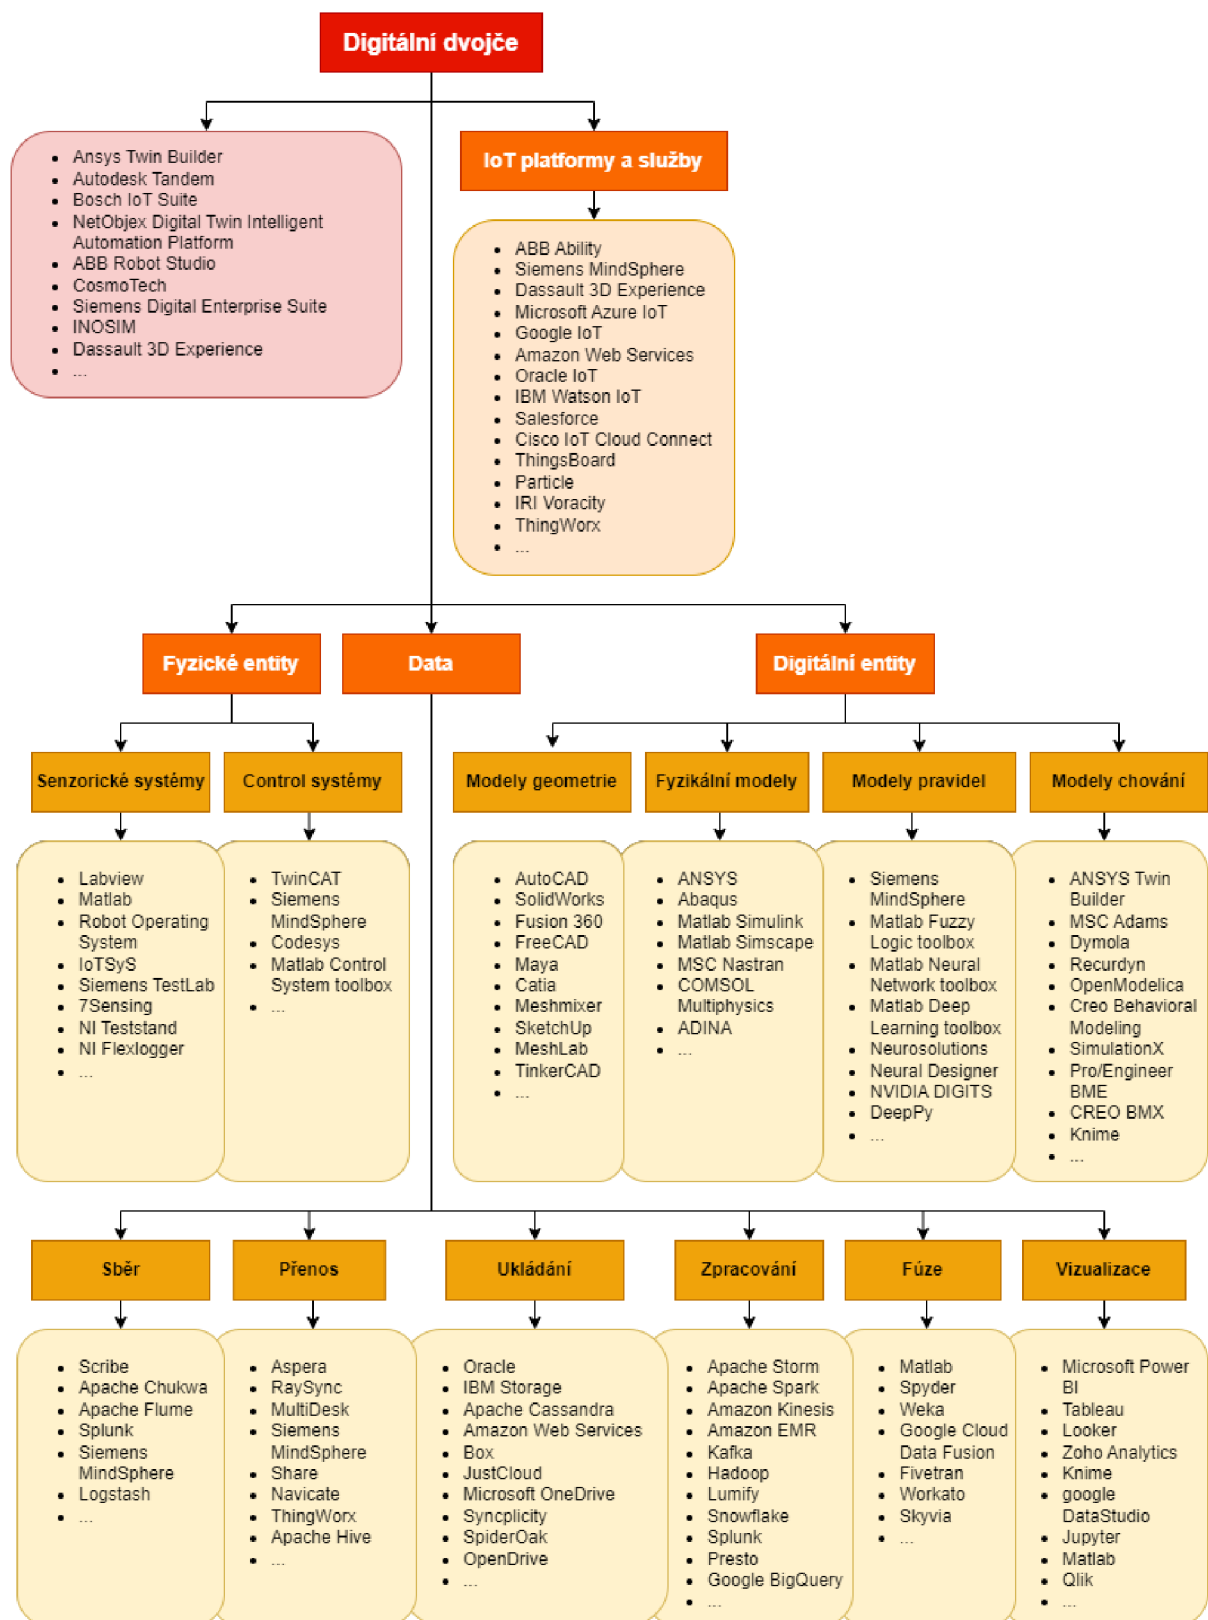 Digitální dvojče
Ansys Twin Builder
Autodesk Tandem
Bosch IoT Suite
NetObjex Digital Twin Intelligent
Automation Platform
ABB Robot Studio
CosmoTech
Siemens Digital Enterprise Suite
INOSIM
Dassault 3D Experience
...
IoT platformy a služby
ABB Ability
Siemens MindSphere
Dassault 3D Experience
Microsoft Azure IoT
Google IoT
Amazon Web Services
Oracle IoT
IBM Watson IoT
Salesforce
Cisco IoT Cloud Connect
ThingsBoard
Particle
IRI Voracity
ThingWorx
...
Fyzické entity
Data
Digitální entity
Senzorické systémy
Control systémy
Modely geometrie
Fyzikální modely
Modely pravidel
Modely chování
Labview
Matlab
Robot Operating
System
IoTSyS
Siemens TestLab
7Sensing
NI Teststand
NI Flexlogger
...
TwinCAT
Siemens
MindSphere
Codesys
Matlab Control
System toolbox
...
AutoCAD
SolidWorks
Fusion 360
FreeCAD
Maya
Catia
Meshmixer
SketchUp
MeshLab
TinkerCAD
...
ANSYS
Abaqus
Matlab Simulink
Matlab Simscape
MSC Nastran
COMSOL
Multiphysics
ADINA
...
Siemens
MindSphere
Matlab Fuzzy
Logic toolbox
Matlab Neural
Network toolbox
Matlab Deep
Learning toolbox
Neurosolutions
Neural Designer
NVIDIA DIGITS
DeepPy
...
ANSYS Twin
Builder
MSC Adams
Dymola
Recurdyn
OpenModelica
Creo Behavioral
Modeling
SimulationX
Pro/Engineer
BME
CREO BMX
Knime
...
Sběr
Přenos
Ukládání
Zpracování
Fúze
Vizualizace
Scribe
Apache Chukwa
Apache Flume
Splunk
Siemens
MindSphere
Logstash
...
Aspera
RaySync
MultiDesk
Siemens
MindSphere
Share
Navicate
ThingWorx
Apache Hive
...
Oracle
IBM Storage
Apache Cassandra
Amazon Web Services
Box
JustCloud
Microsoft OneDrive
Syncplicity
SpiderOak
OpenDrive
...
Apache Storm
Apache Spark
Amazon Kinesis
Amazon EMR
Kafka
Hadoop
Lumify
Snowflake
Splunk
Presto
Google BigQuery
...
Matlab
Spyder
Weka
Google Cloud
Data Fusion
Fivetran
Workato
Skyvia
...
Microsoft Power
BI
Tableau
Looker
Zoho Analytics
Knime
google
DataStudio
Jupyter
Matlab
Qlik
...